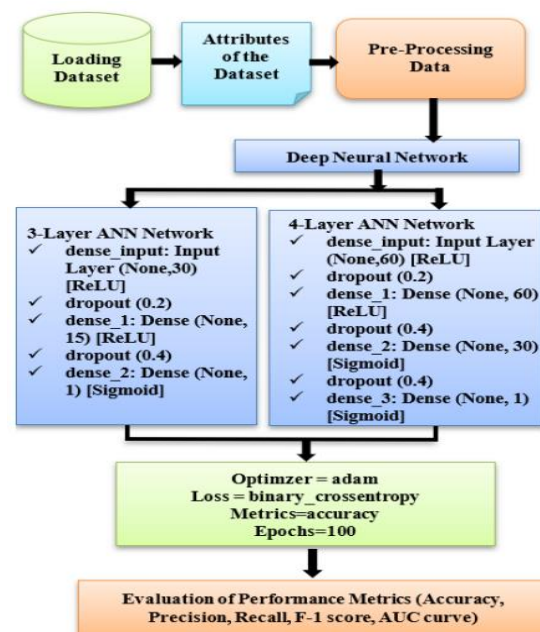 Loading
Dataset
Attributes
of the
Dataset
Pre-Processing
Data
Deep Neural Network
3-Layer ANN Network
✓ dense_input: Input
Layer (None,30)
[ReLU]
✓ dropout (0.2)
✓ dense_1: Dense (None,
15) [ReLU]
✓ dropout (0.4)
✓ dense_2: Dense (None,
1) [Sigmoid]
4-Layer ANN Network
✓ dense_input: Input Layer
(None,60) [ReLU]
✓ dropout (0.2)
✓ dense_1: Dense (None, 60)
[ReLU]
✓ dropout (0.4)
✓ dense_2: Dense (None, 30)
[Sigmoid]
✓ dropout (0.4)
✓ dense_3: Dense (None, 1)
[Sigmoid]
Optimzer = adam
Loss = binary_crossentropy
Metrics=accuracy
Epochs=100
Evaluation of Performance Metrics (Accuracy,
Precision, Recall, F-1 score, AUC curve)